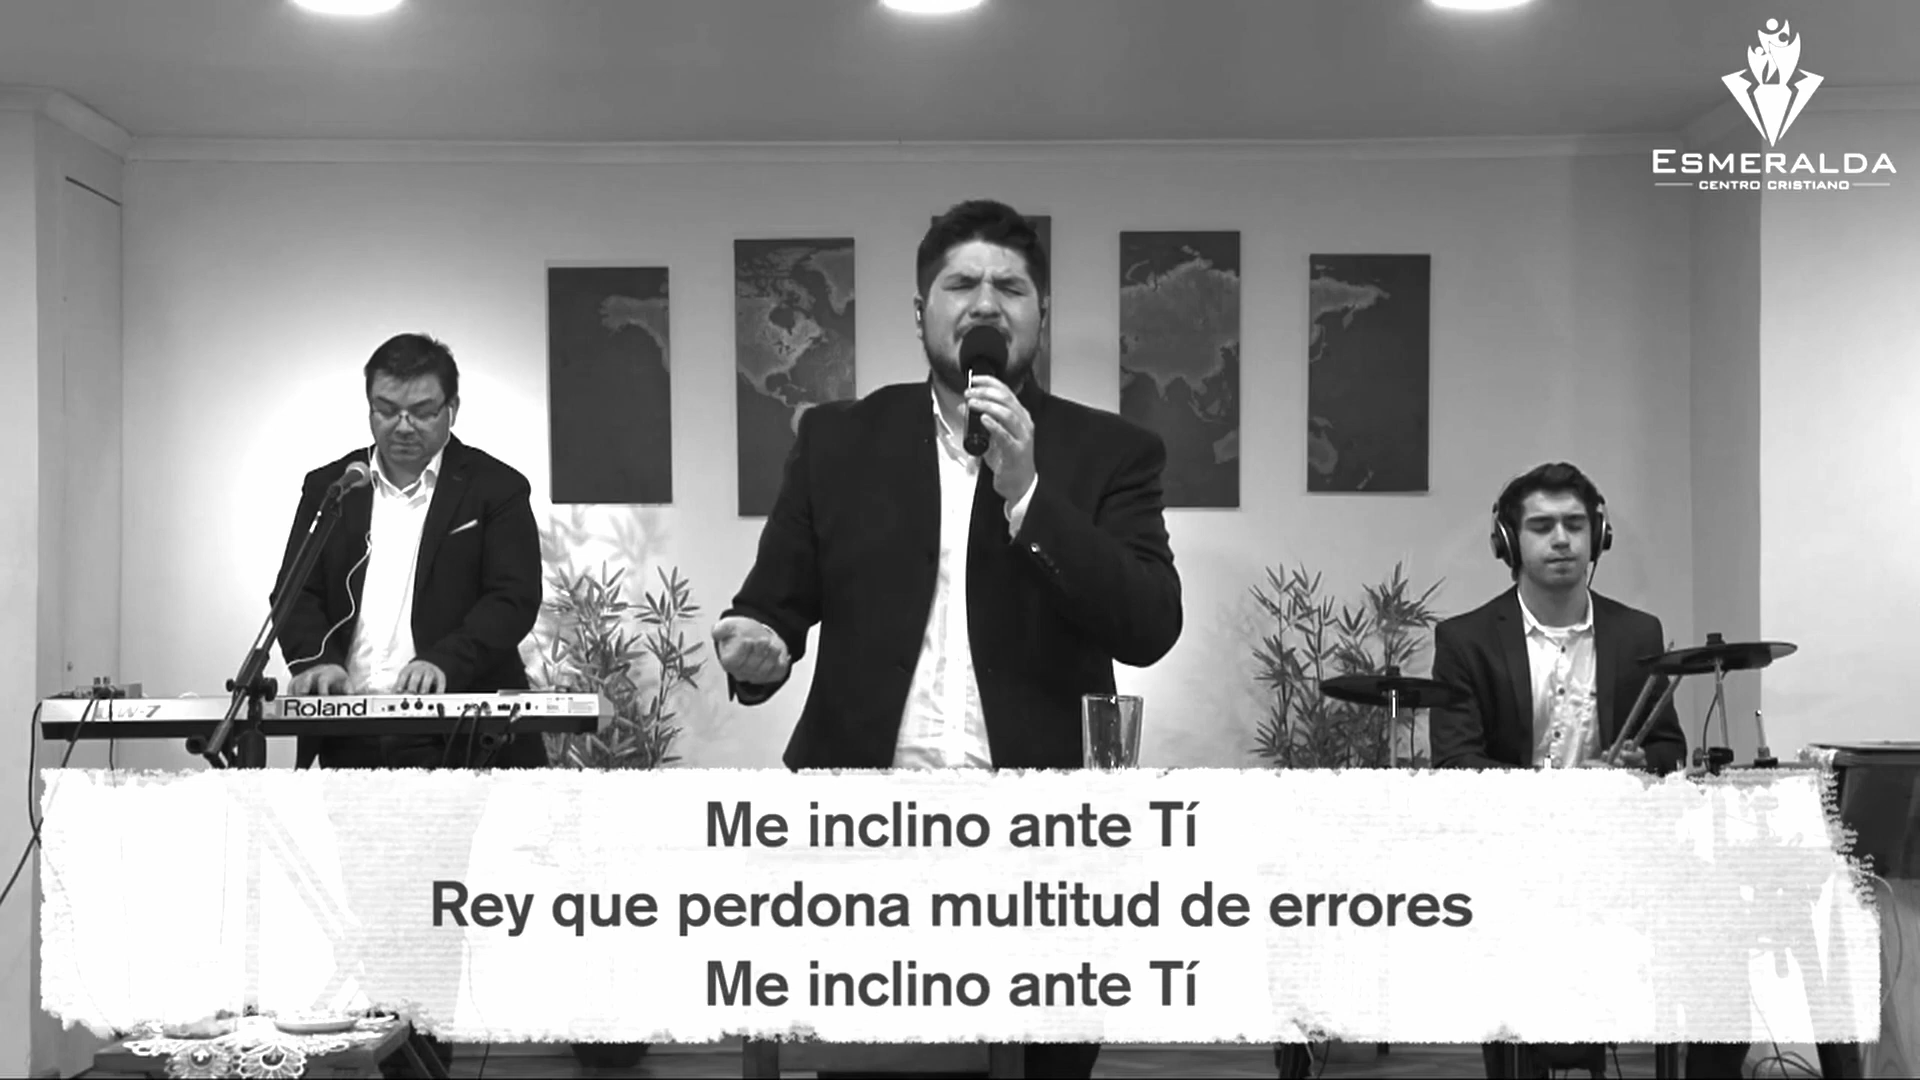 ESMERALDA
CENTRO CRISTIANO
Roland
Me inclino ante Tí
Rey que perdona multitud de errores
Me inclino ante Tí